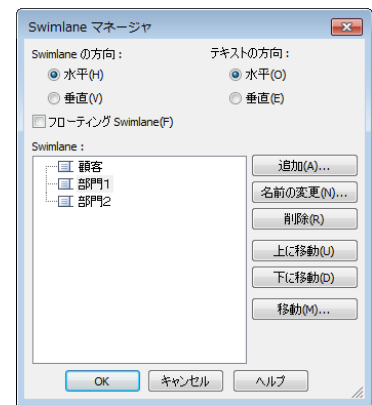 Swimlane マネージャ
Swimlane の方向： テキストの方向：
水平(H) 水平(O)
垂直(V) 垂直(E)
フローティング Swimlane(F)
Swimlane：
顧客 追加(A)...
部門1 名前の変更(N)...
部門2 削除(R)
上に移動(U)
下に移動(D)
移動(M)...
OK キャンセル ヘルプ